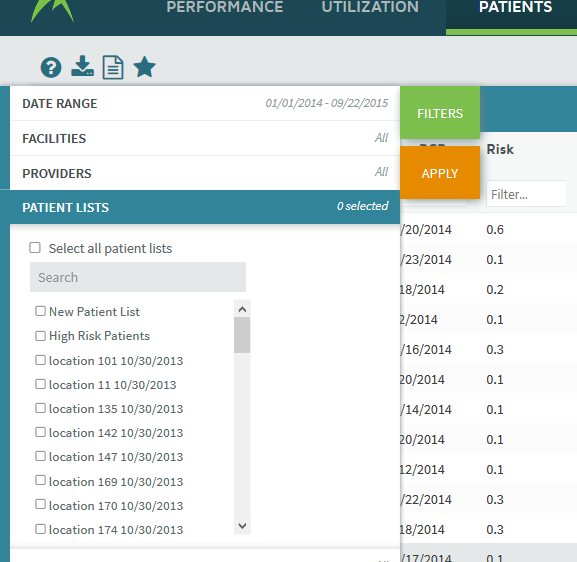 PERFORMANCE UTILIZATION PATIENTS
DATE RANGE 01/01/2014 - 09/22/2015
FILTERS
FACILITIES All
PROVIDERS All
APPLY
Risk
Filter...
PATIENT LISTS 0 selected
Select all patient lists
Search
New Patient List
High Risk Patients
location 101 10/30/2013
location 11 10/30/2013
location 135 10/30/2013
location 142 10/30/2013
location 147 10/30/2013
location 169 10/30/2013
location 170 10/30/2013
location 174 10/30/2013
/20/2014 0.6
/23/2014 0.1
18/2014 0.2
2/2014 0.1
/16/2014 0.3
20/2014 0.1
/14/2014 0.1
20/2014 0.1
12/2014 0.1
/22/2014 0.3
18/2014 0.3
/17/2014 0.1